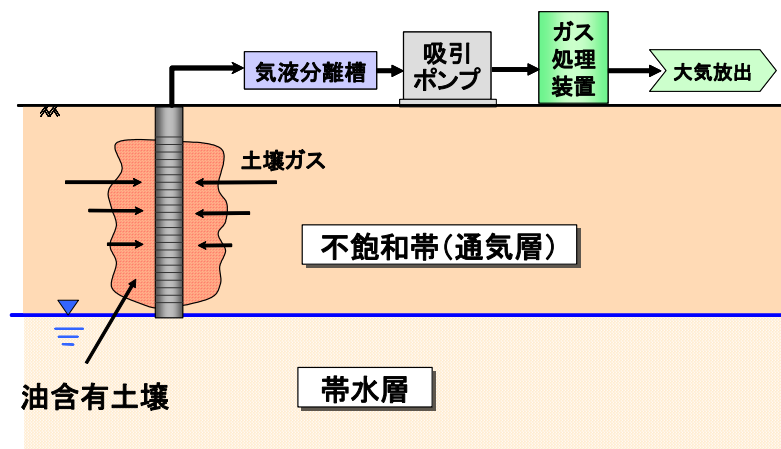 気液分離槽
吸引
ポンプ
ガス
処理
装置
大気放出
土壌ガス
不飽和帯(通気層)
油含有土壌
帯水層